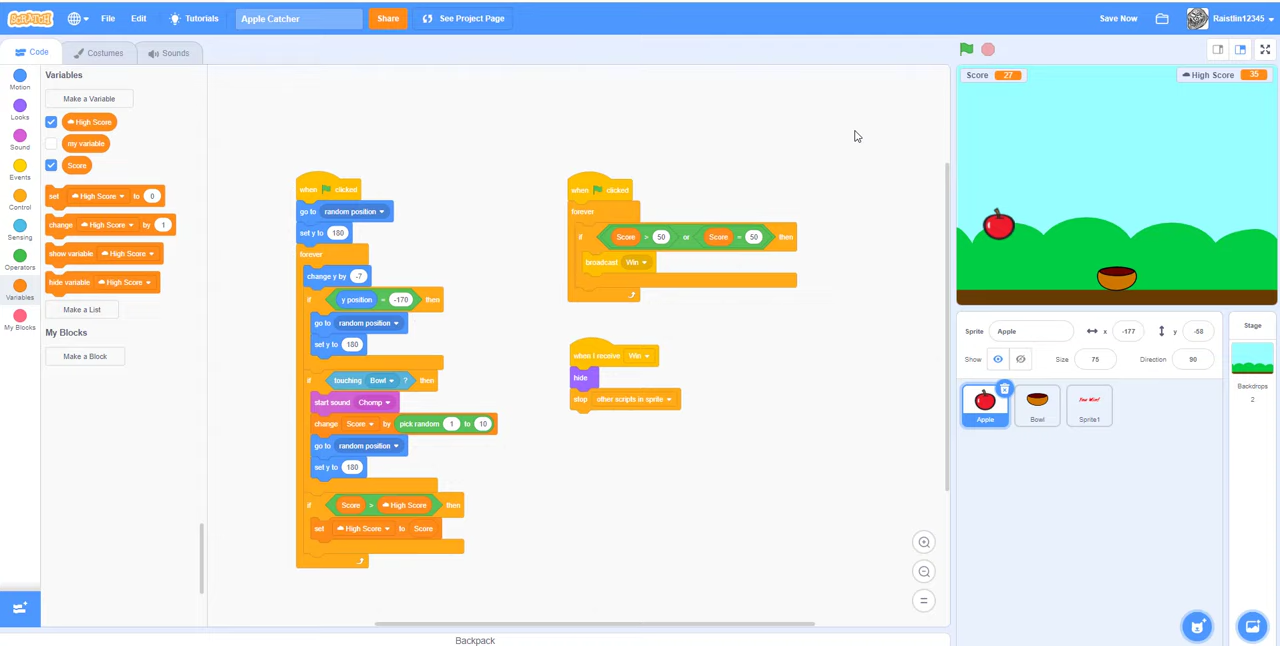 SCRATCH File Edit Tutorials Apple Catcher Share See Project Page Save Now Raistlin12345
Code Costumes Sounds
Motion
Looks
Sound
Events
Control
Sensing
Operators
Variables
My Blocks
Variables
Make a Variable
High Score
my variable
Score
set High Score to 0
change High Score by 1
show variable High Score
hide variable High Score
Make a List
My Blocks
Make a Block
when clicked
go to random position
set y to 180
forever
change y by -7
if y position = -170 then
go to random position
set y to 180
if touching Bowl ? then
start sound Chomp
change Score by pick random 1 to 10
go to random position
set y to 180
if Score > High Score then
set High Score to Score
when clicked
forever
if Score > 50 or Score = 50 then
broadcast Win
when I receive Win
hide
stop other scripts in sprite
Backpack
Score 27 High Score 35
Sprite Apple x -177 y -58
Show Size 75 Direction 90
Apple Bowl Sprite1
You Win!
Stage
Backdrops
2